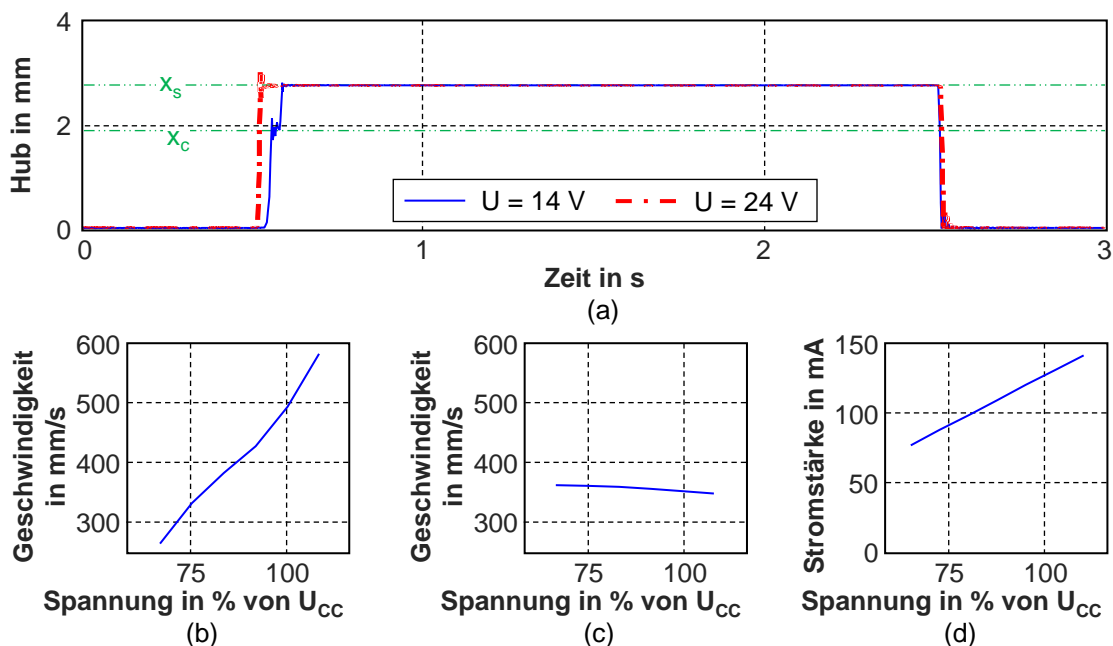 Hub in mm
4
2
0
x_s
x_c
U = 14 V
U = 24 V
0
1
2
3
Zeit in s
(a)
Geschwindigkeit
in mm/s
600
500
400
300
75
100
Spannung in % von U_CC
(b)
Geschwindigkeit
in mm/s
600
500
400
300
75
100
Spannung in % von U_CC
(c)
Stromstärke in mA
150
100
50
0
75
100
Spannung in % von U_CC
(d)